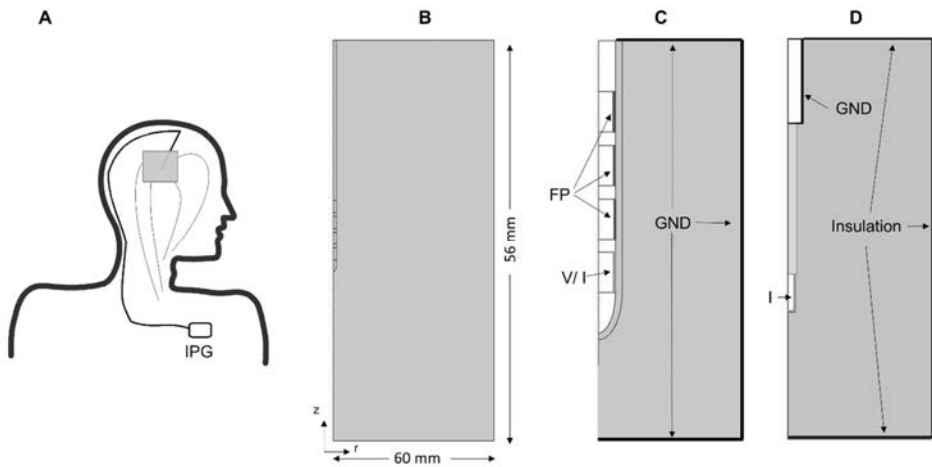 A
B
C
D
IPG
56 mm
z
r
60 mm
FP
GND
V/ I
GND
Insulation
I